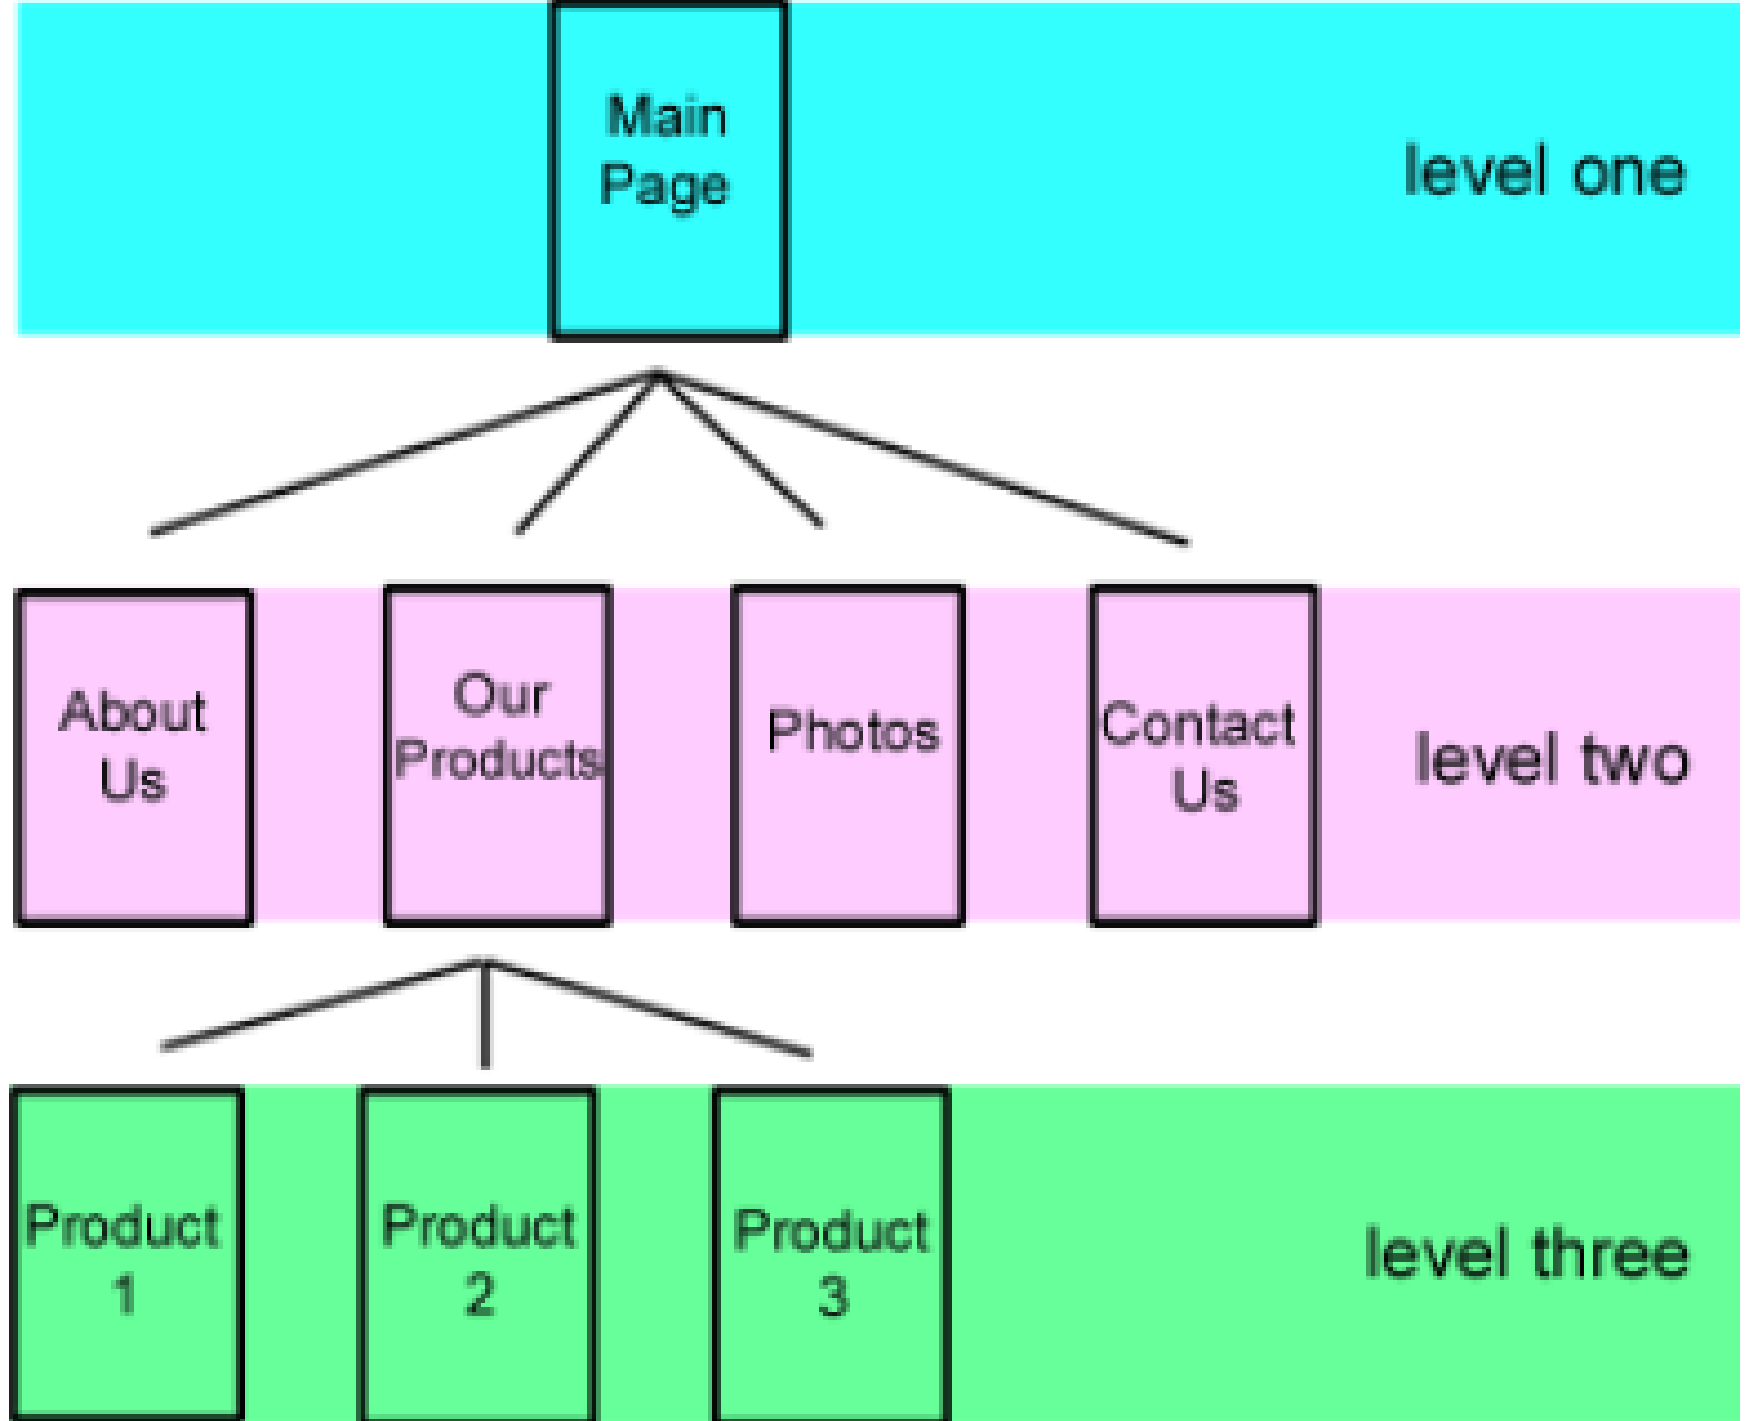 Main
Page
level one
About
Us
Our
Products
Photos
Contact
Us
level two
Product
1
Product
2
Product
3
level three